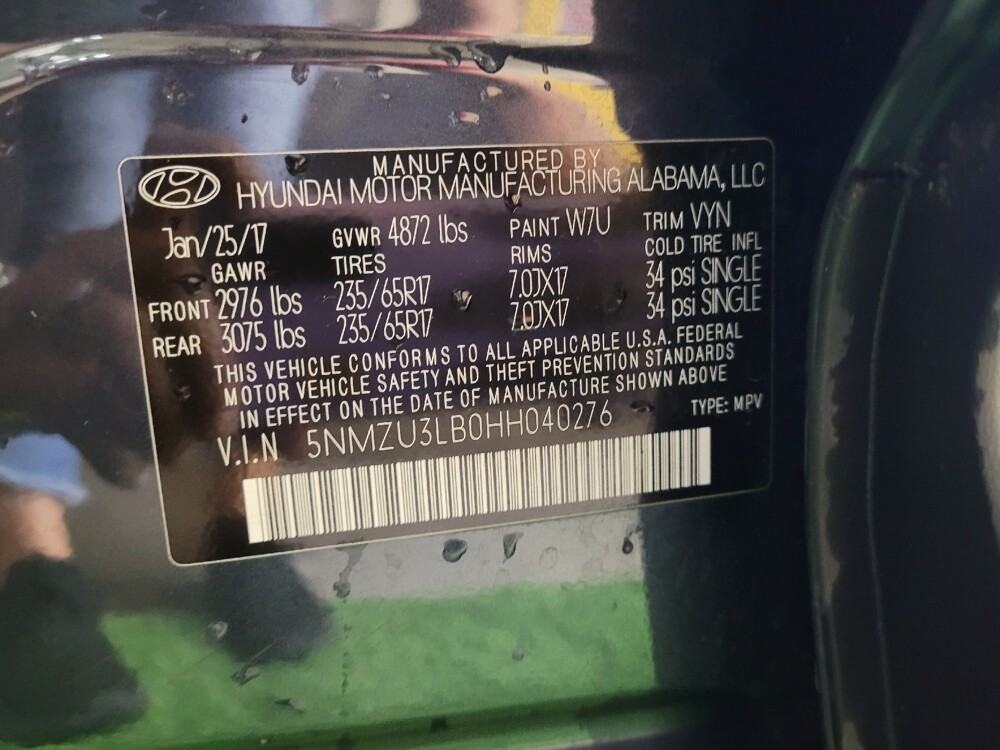 MANUFACTURED BY
HYUNDAI MOTOR MANUFACTURING ALABAMA, LLC
Jan/25/17 GVWR 4872 lbs PAINT W7U TRIM VYN
GAWR TIRES RIMS COLD TIRE INFL
FRONT 2976 lbs 235/65R17 7.0JX17 34 psi SINGLE
REAR 3075 lbs 235/65R17 7.0JX17 34 psi SINGLE
THIS VEHICLE CONFORMS TO ALL APPLICABLE U.S.A. FEDERAL
MOTOR VEHICLE SAFETY AND THEFT PREVENTION STANDARDS
IN EFFECT ON THE DATE OF MANUFACTURE SHOWN ABOVE
V.I.N 5NMZU3LB0HH040276 TYPE: MPV